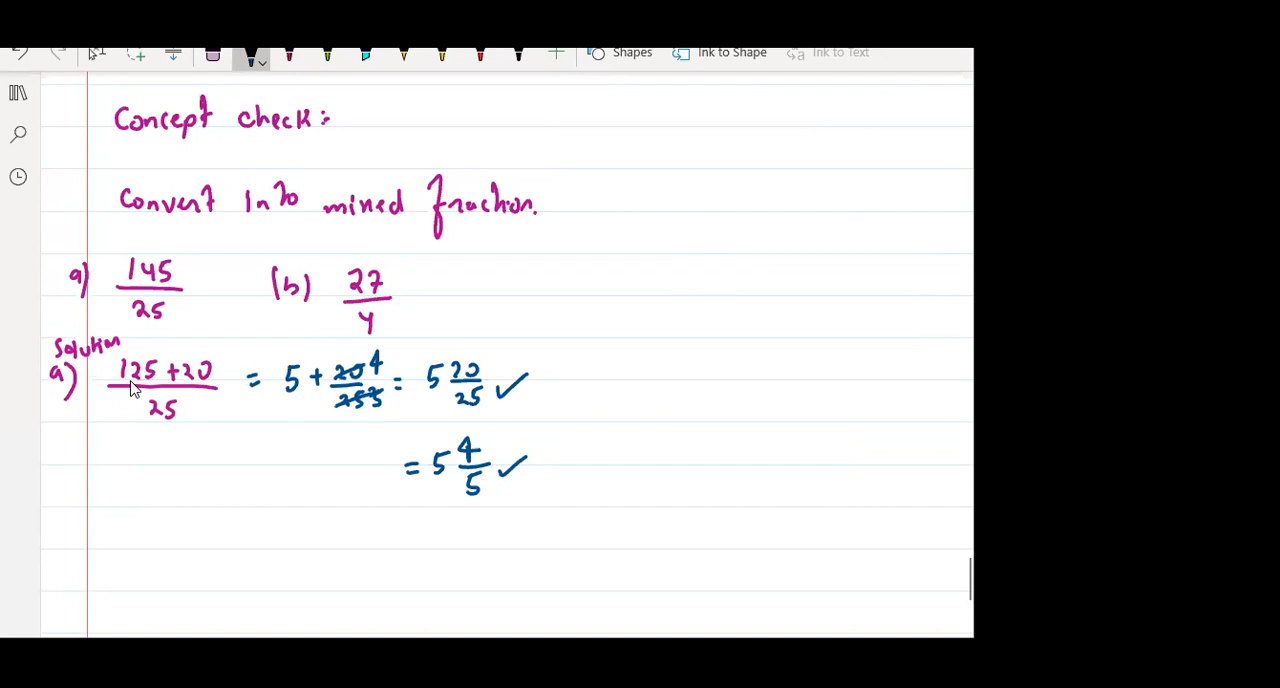 Shapes Ink to Shape Ink to Text
Concept check:
Convert into mixed fraction.
a) 145/25 (b) 27/4
Solution
a) 125 + 20/25 = 5 + 20 4/25 5 = 5 20/25 ✓
= 5 4/5 ✓